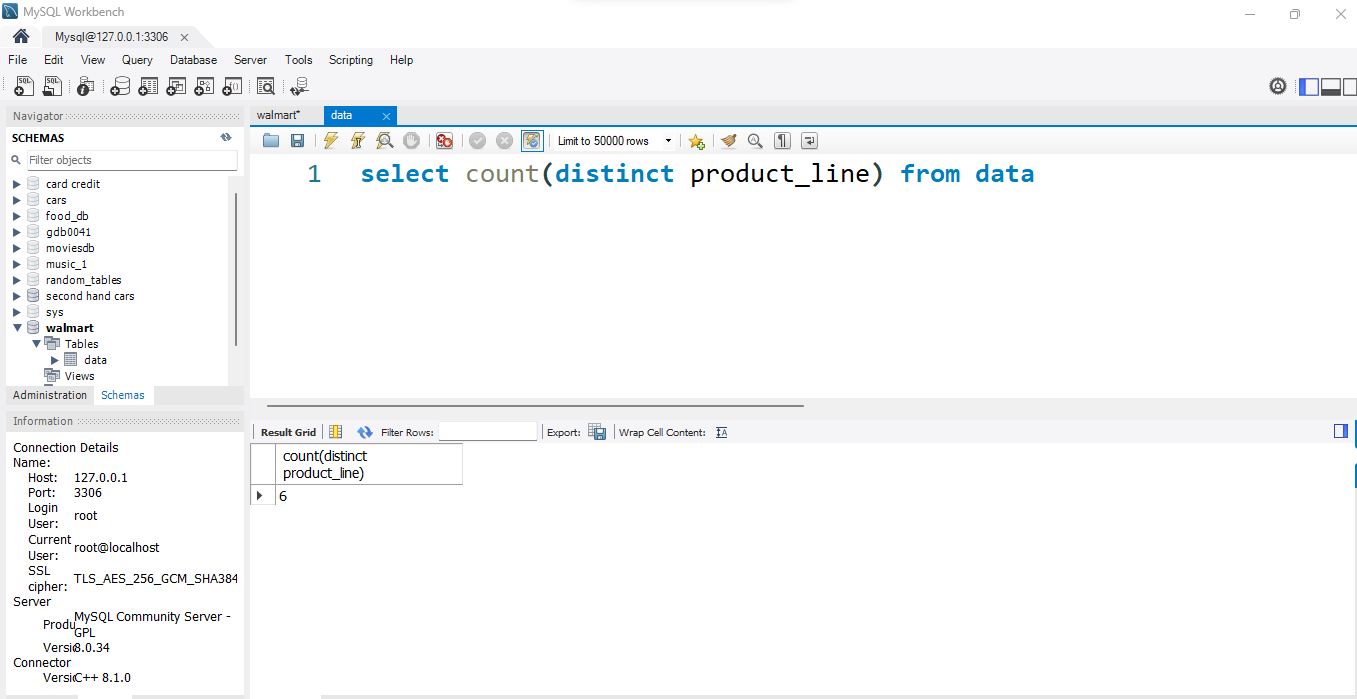 MySQL Workbench
Mysql@127.0.0.1:3306
File Edit View Query Database Server Tools Scripting Help
Navigator
SCHEMAS
Filter objects
card credit
cars
food_db
gdb0041
moviesdb
music_1
random_tables
second hand cars
sys
walmart
Tables
data
Views
Administration Schemas
Information
Connection Details
Name:
Host: 127.0.0.1
Port: 3306
Login
User: root
Current
User: root@localhost
SSL
cipher: TLS_AES_256_GCM_SHA384
Server
Produ MySQL Community Server - 
GPL
Versi 8.0.34
Connector
Versi C++ 8.1.0
walmart* data
Limit to 50000 rows
1 select count(distinct product_line) from data
Result Grid Filter Rows: Export: Wrap Cell Content:
count(distinct
product_line)
6